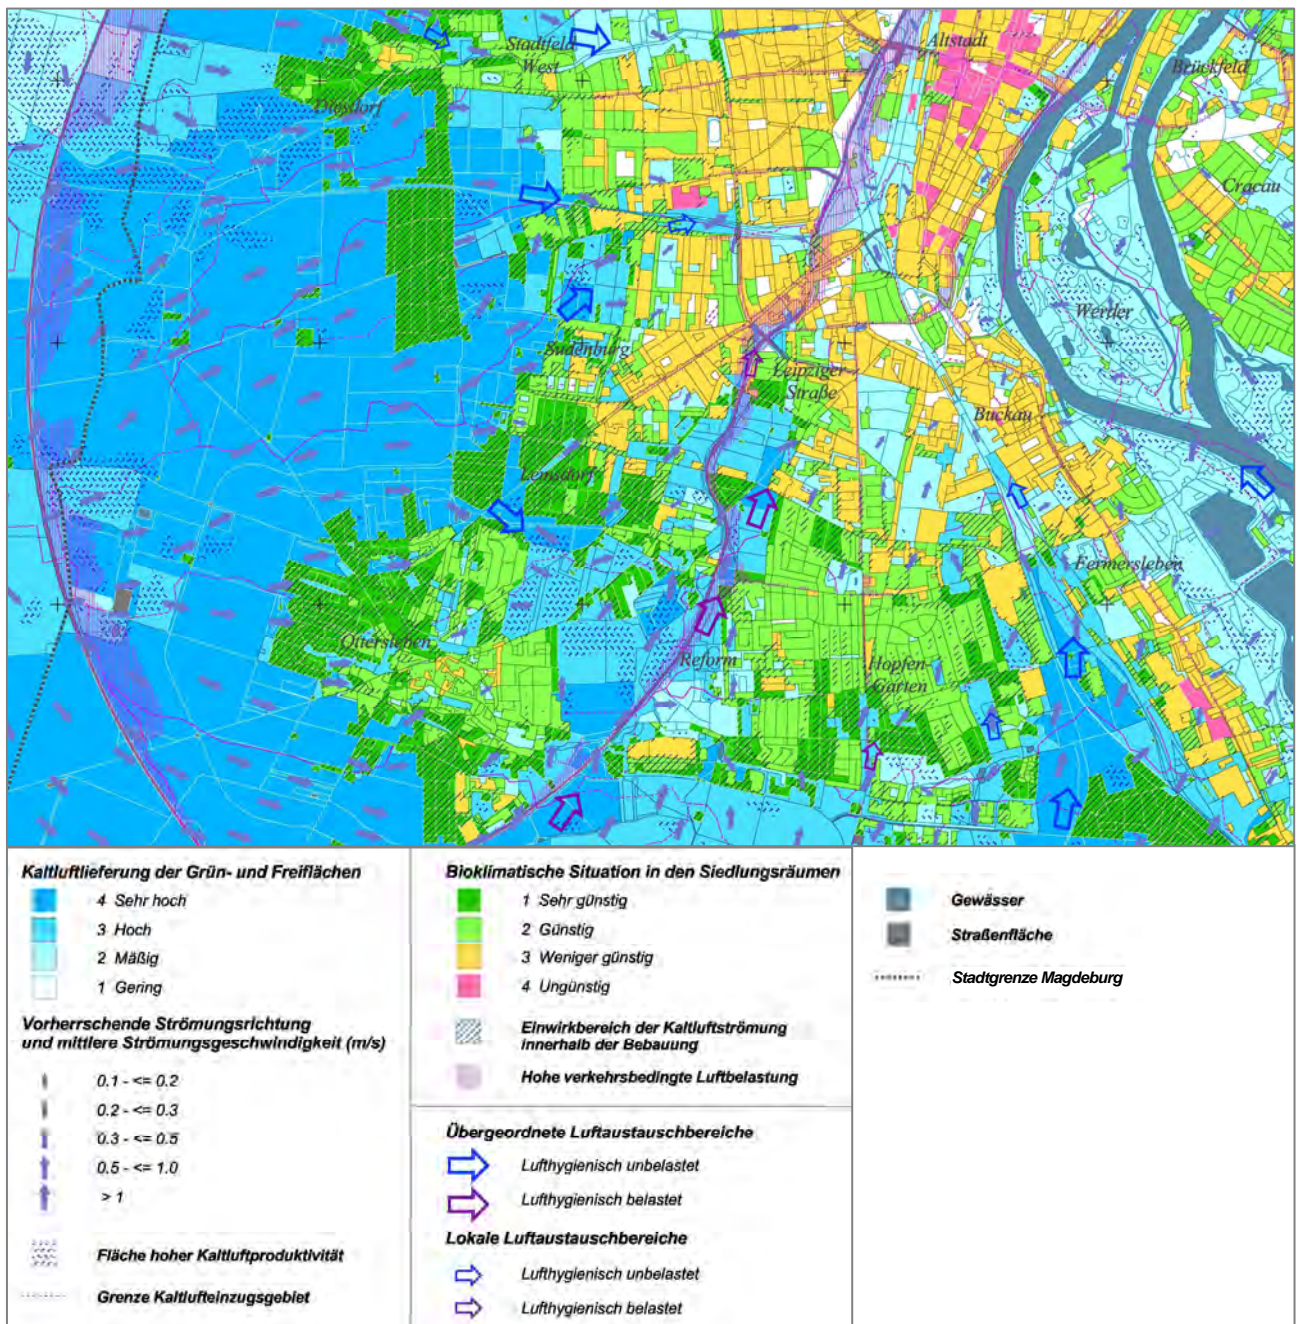 Stadtfeld
West
Altstadt
Brückfeld
Diesdorf
Cracau
Werder
Sudenburg
Leipziger
Straße
Buckau
Lemsdorf
Fermersleben
Ottersleben
Reform
Hopfen-
Garten
Kaltluftlieferung der Grün- und Freiflächen
4 Sehr hoch
3 Hoch
2 Mäßig
1 Gering
Vorherrschende Strömungsrichtung
und mittlere Strömungsgeschwindigkeit (m/s)
0.1 - <= 0.2
0.2 - <= 0.3
0.3 - <= 0.5
0.5 - <= 1.0
> 1
Fläche hoher Kaltluftproduktivität
Grenze Kaltlufteinzugsgebiet
Bioklimatische Situation in den Siedlungsräumen
1 Sehr günstig
2 Günstig
3 Weniger günstig
4 Ungünstig
Einwirkbereich der Kaltluftströmung
innerhalb der Bebauung
Hohe verkehrsbedingte Luftbelastung
Übergeordnete Luftaustauschbereiche
Lufthygienisch unbelastet
Lufthygienisch belastet
Lokale Luftaustauschbereiche
Lufthygienisch unbelastet
Lufthygienisch belastet
Gewässer
Straßenfläche
Stadtgrenze Magdeburg